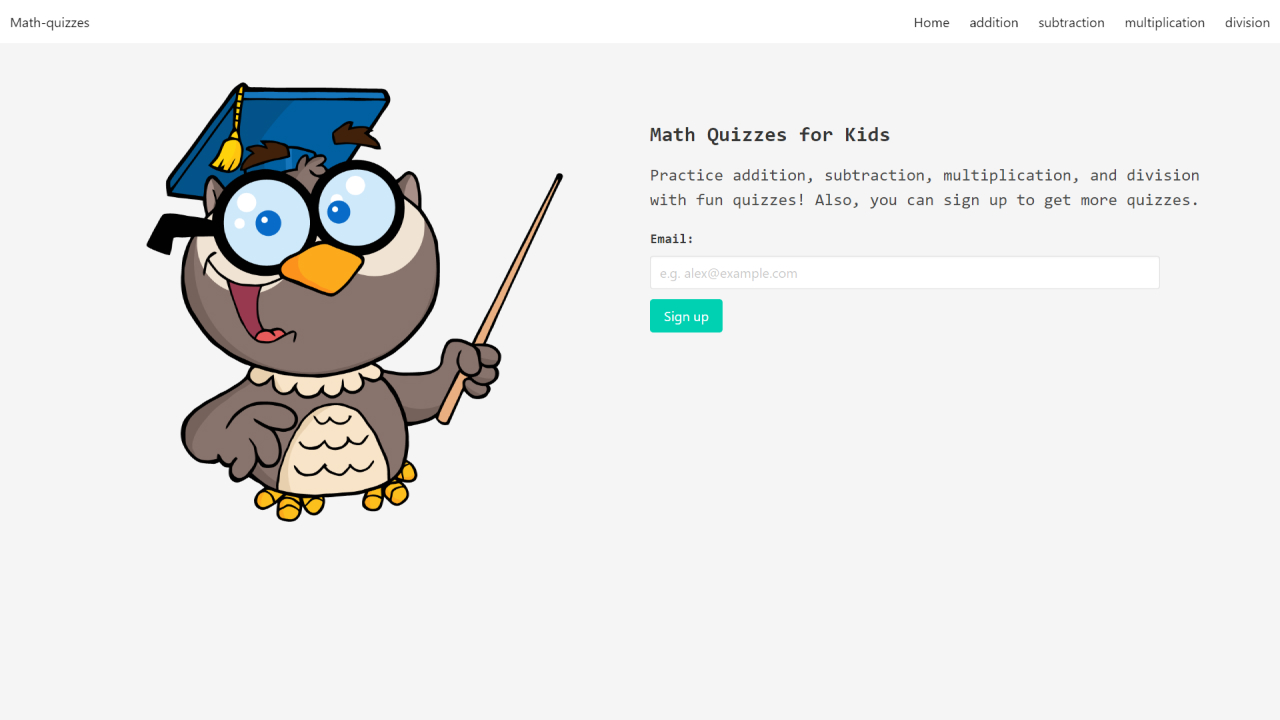 Math-quizzes
Home addition subtraction multiplication division
Math Quizzes for Kids
Practice addition, subtraction, multiplication, and division
with fun quizzes! Also, you can sign up to get more quizzes.
Email:
e.g. alex@example.com
Sign up